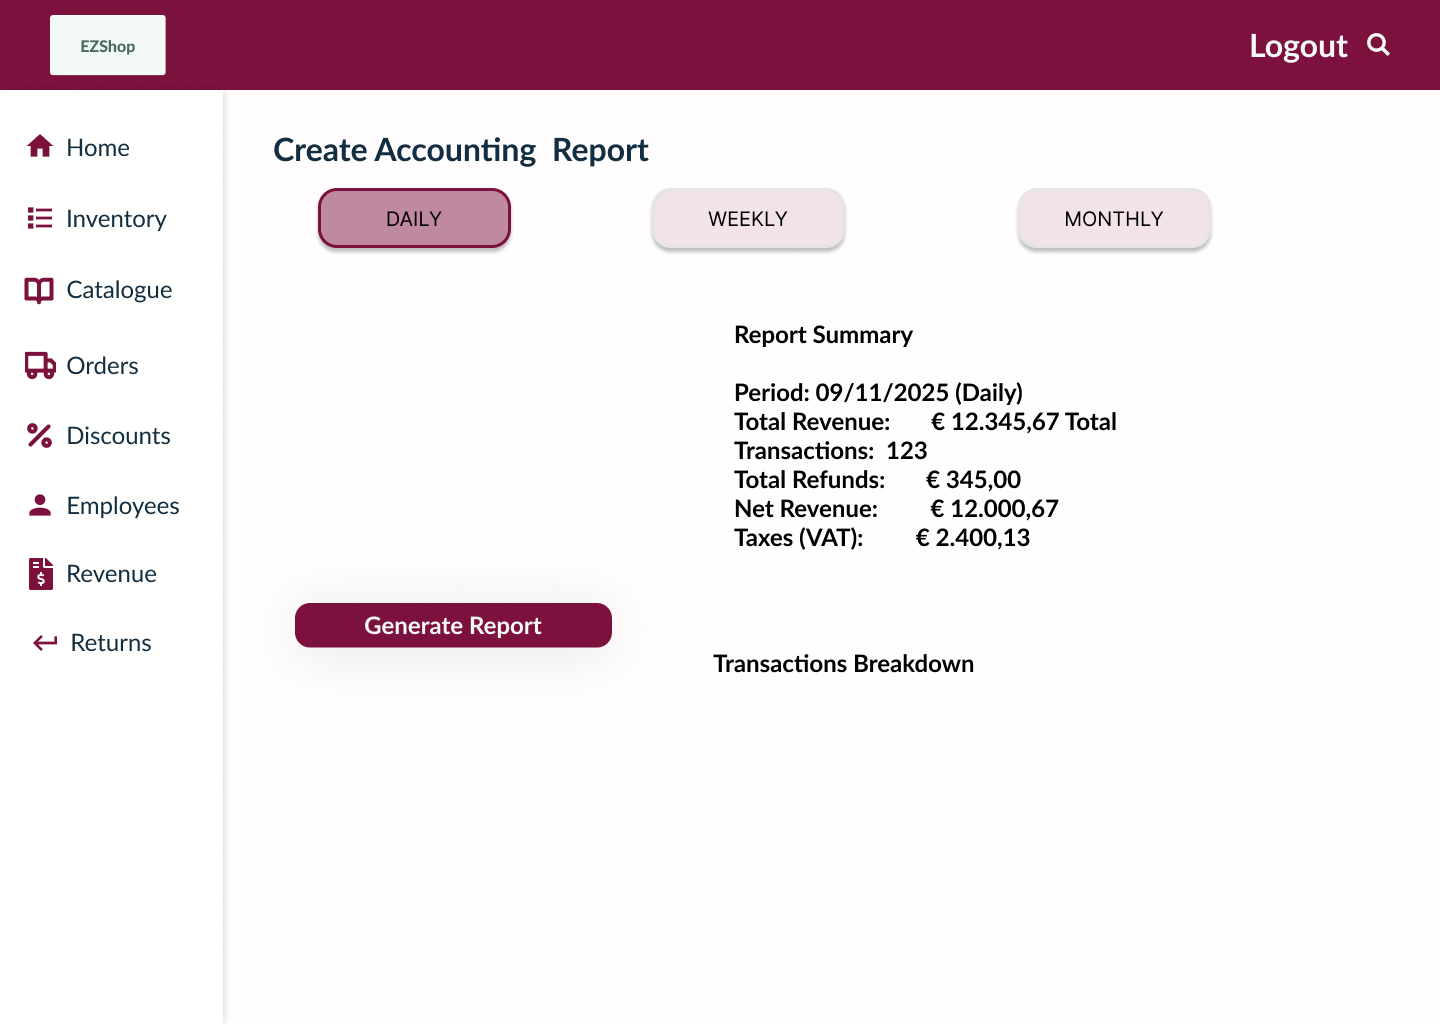 EZShop
Logout
Home
Inventory
Catalogue
Orders
Discounts
Employees
Revenue
Returns
Create Accounting Report
DAILY
WEEKLY
MONTHLY
Report Summary
Period: 09/11/2025 (Daily)
Total Revenue: € 12.345,67 Total
Transactions: 123
Total Refunds: € 345,00
Net Revenue: € 12.000,67
Taxes (VAT): € 2.400,13
Generate Report
Transactions Breakdown